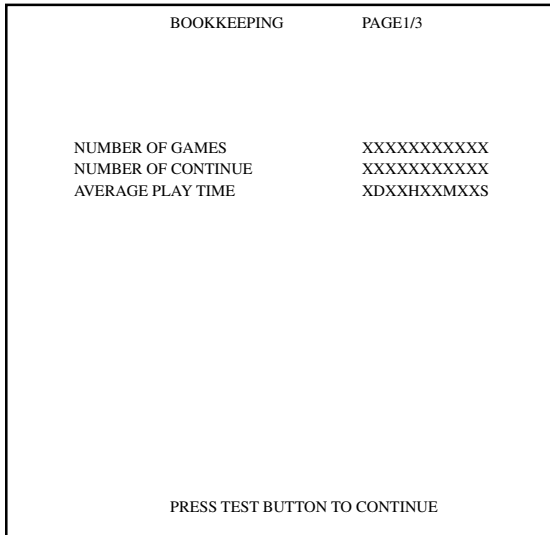 BOOKKEEPING PAGE1/3
NUMBER OF GAMES XXXXXXXXXXX
NUMBER OF CONTINUE XXXXXXXXXXX
AVERAGE PLAY TIME XDXXHXXMXXS
PRESS TEST BUTTON TO CONTINUE